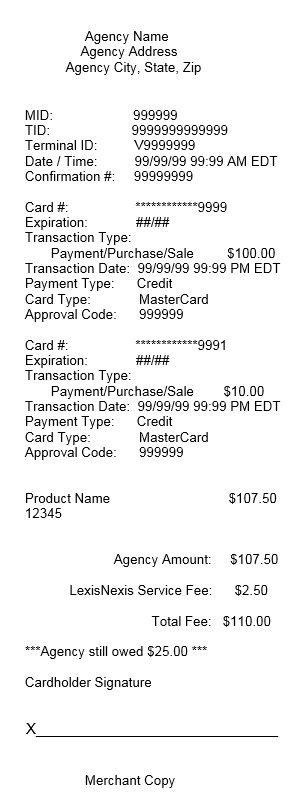 Agency Name
Agency Address
Agency City, State, Zip
MID: 999999
TID: 9999999999999
Terminal ID: V9999999
Date / Time: 99/99/99 99:99 AM EDT
Confirmation #: 99999999
Card #: ************9999
Expiration: ##/##
Transaction Type:
Payment/Purchase/Sale $100.00
Transaction Date: 99/99/99 99:99 PM EDT
Payment Type: Credit
Card Type: MasterCard
Approval Code: 999999
Card #: ************9991
Expiration: ##/##
Transaction Type:
Payment/Purchase/Sale $10.00
Transaction Date: 99/99/99 99:99 PM EDT
Payment Type: Credit
Card Type: MasterCard
Approval Code: 999999
Product Name $107.50
12345
Agency Amount: $107.50
LexisNexis Service Fee: $2.50
Total Fee: $110.00
***Agency still owed $25.00 ***
Cardholder Signature
X____________________________
Merchant Copy